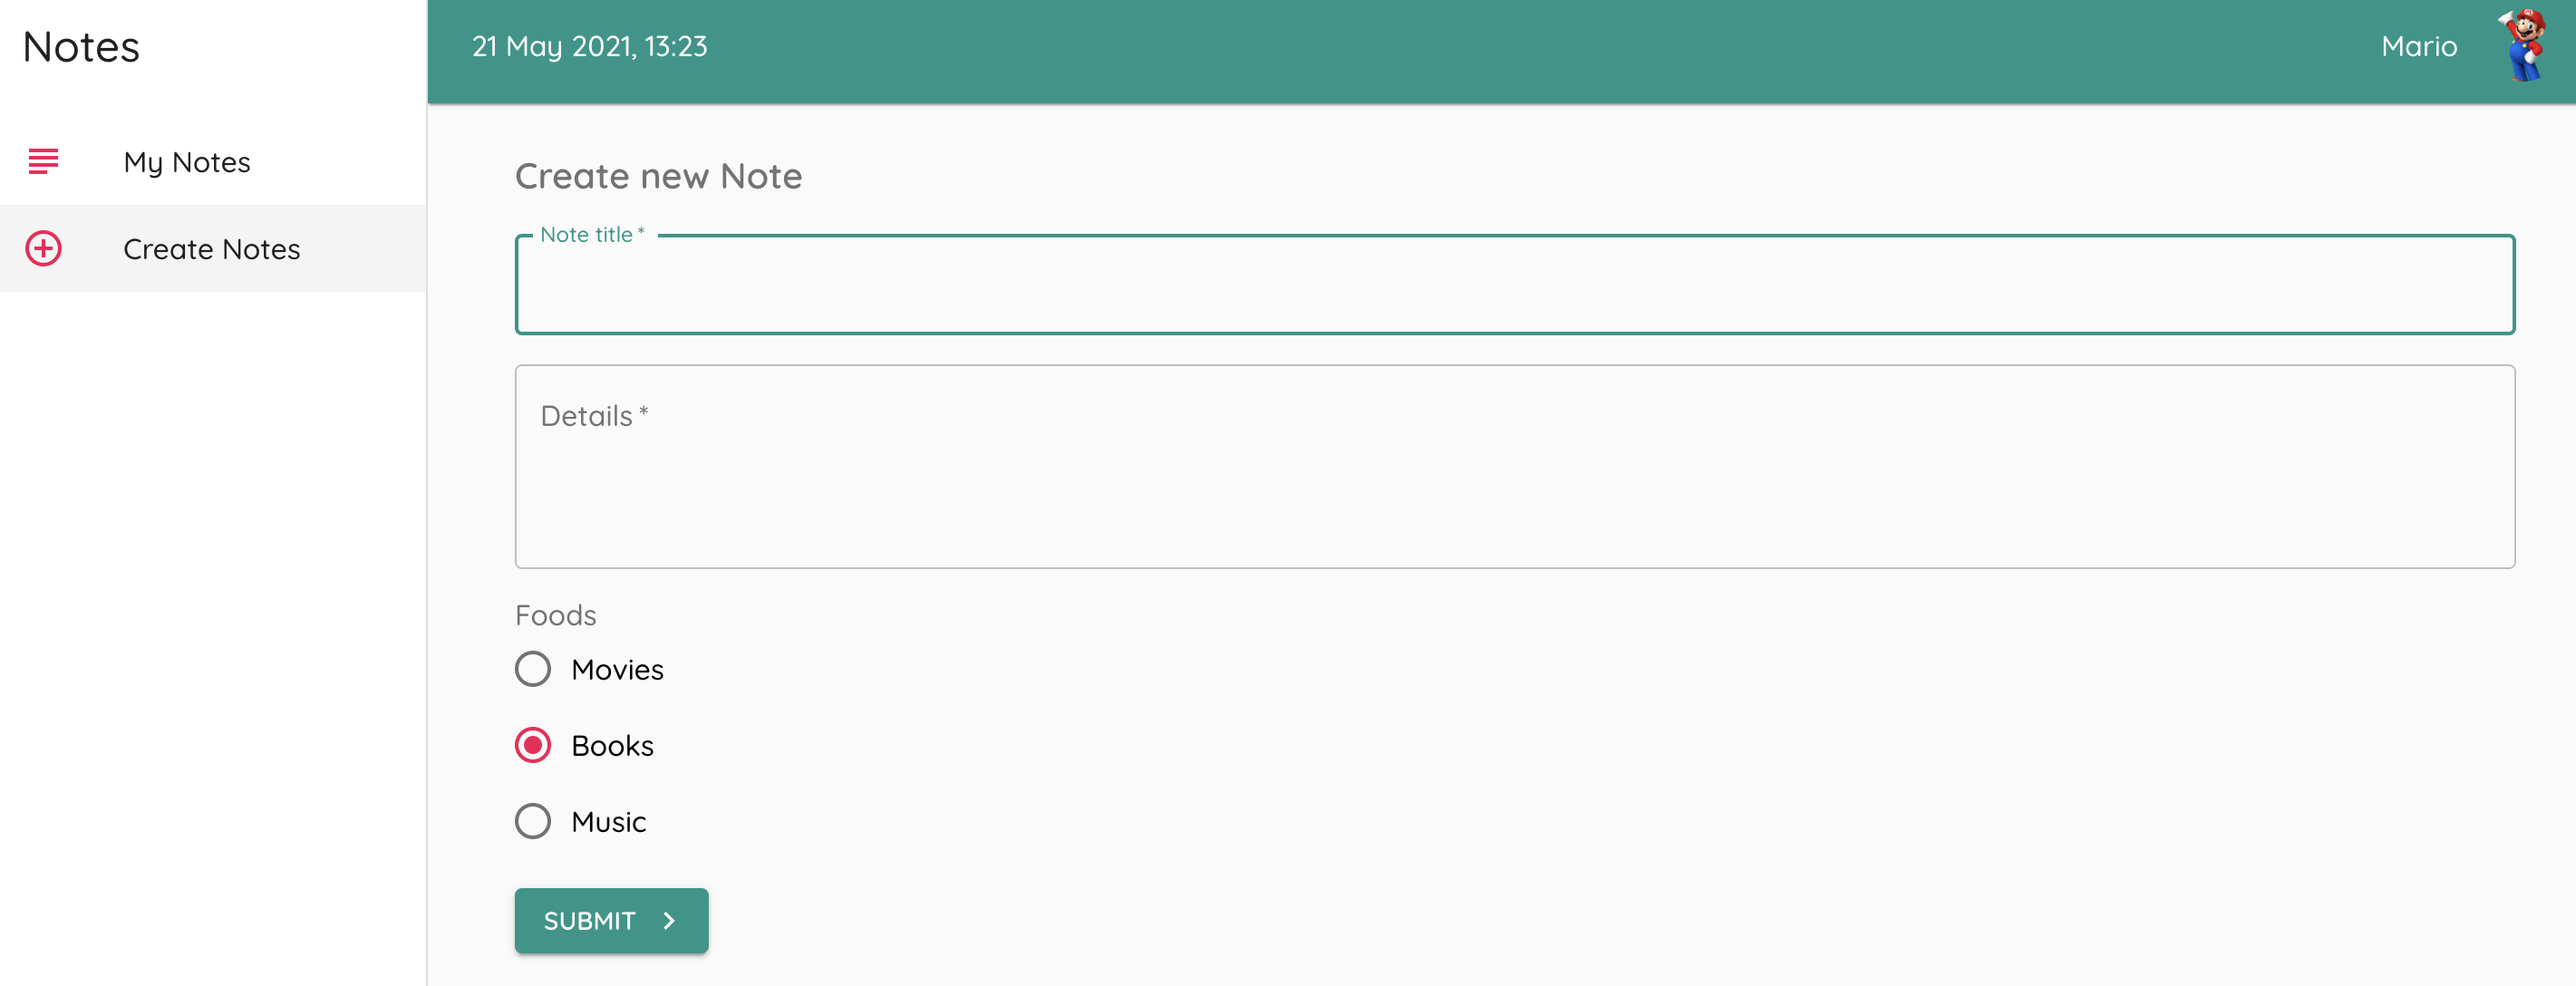 Notes
My Notes
Create Notes
21 May 2021, 13:23
Mario
Create new Note
Note title *
Details *
Foods
Movies
Books
Music
SUBMIT